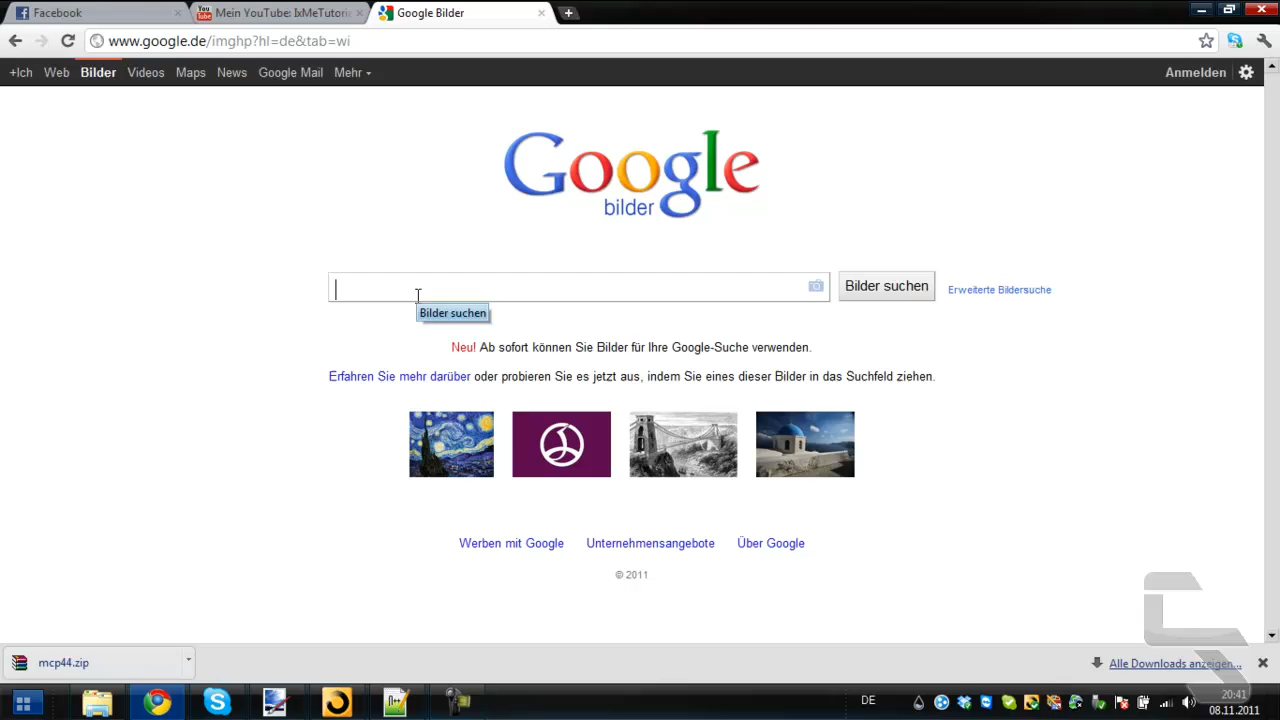 Facebook
Mein YouTube: IxMeTutoria
Google Bilder
www.google.de/imghp?hl=de&tab=wi
+Ich Web Bilder Videos Maps News Google Mail Mehr
Anmelden
Google
bilder
Bilder suchen
Erweiterte Bildersuche
Bilder suchen
Neu! Ab sofort können Sie Bilder für Ihre Google-Suche verwenden.
Erfahren Sie mehr darüber oder probieren Sie es jetzt aus, indem Sie eines dieser Bilder in das Suchfeld ziehen.
Werben mit Google Unternehmensangebote Über Google
© 2011
mcp44.zip
Alle Downloads anzeigen...
DE
20:41
08.11.2011